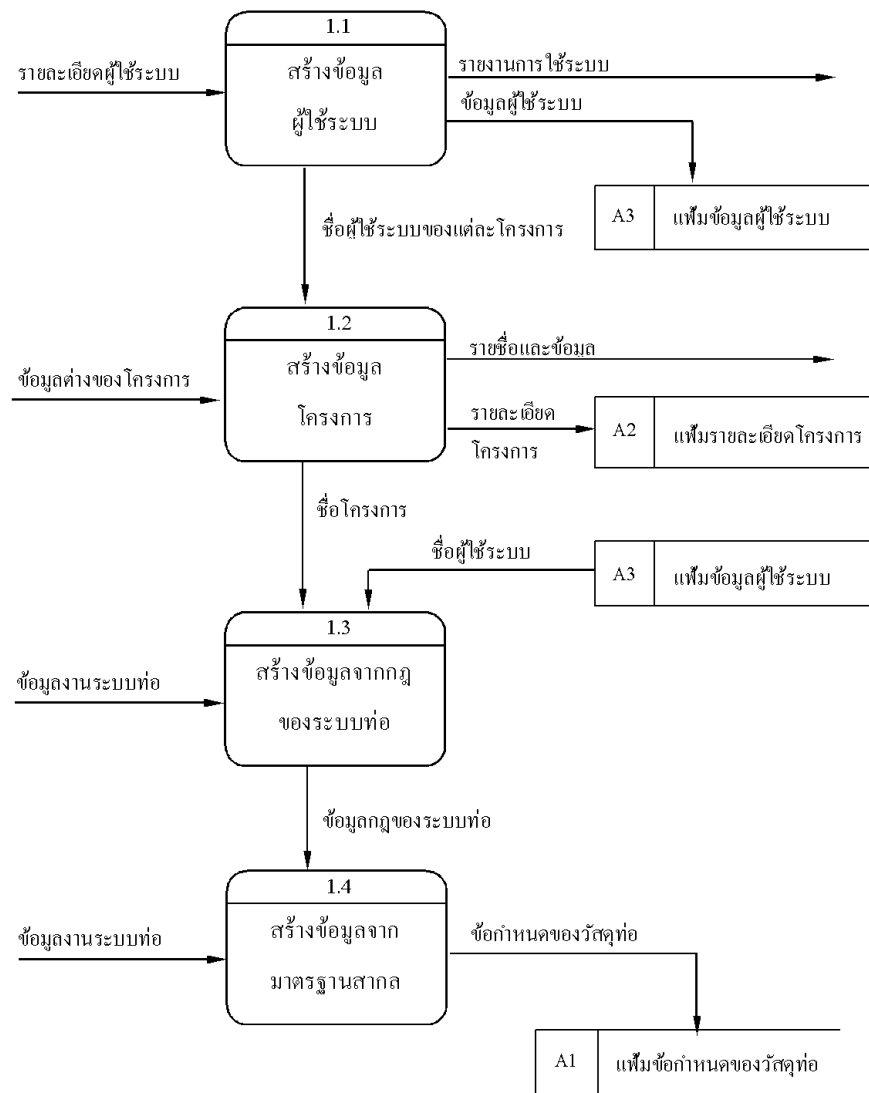 1.1
รายละเอียดผู้ใช้ระบบ
สร้างข้อมูล
ผู้ใช้ระบบ
รายงานการใช้ระบบ
ข้อมูลผู้ใช้ระบบ
A3
แฟ้มข้อมูลผู้ใช้ระบบ
ชื่อผู้ใช้ระบบของแต่ละโครงการ
1.2
ข้อมูลต่างของโครงการ
สร้างข้อมูล
โครงการ
รายชื่อและข้อมูล
รายละเอียด
โครงการ
A2
แฟ้มรายละเอียดโครงการ
ชื่อโครงการ
ชื่อผู้ใช้ระบบ
A3
แฟ้มข้อมูลผู้ใช้ระบบ
1.3
ข้อมูลงานระบบท่อ
สร้างข้อมูลจากกฎ
ของระบบท่อ
ข้อมูลกฎของระบบท่อ
1.4
ข้อมูลงานระบบท่อ
สร้างข้อมูลจาก
มาตรฐานสากล
ข้อกำหนดของวัสดุท่อ
A1
แฟ้มข้อกำหนดของวัสดุท่อ